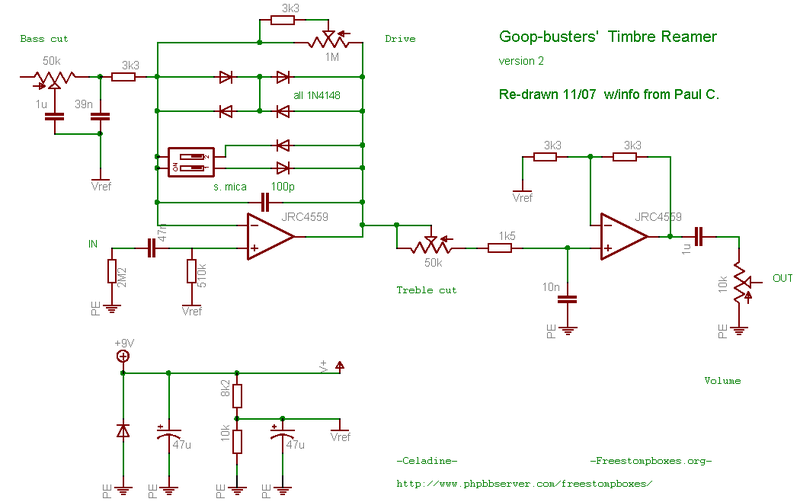 3k3
Bass cut
Drive
Goop-busters' Timbre Reamer
50k
3k3
1M
version 2
all 1N4148
Re-drawn 11/07 w/info from Paul C.
1u
39n
ON
2
1
3k3
3k3
Vref
s. mica
100p
Vref
JRC4559
JRC4559
IN
47n
1k5
1u
2M2
510k
50k
10n
10k
OUT
PE
Vref
Treble cut
PE
PE
+9V
V+
Volume
8k2
47u
10k
47u
Vref
-Celadine-
-Freestompboxes.org-
PE
PE
PE
PE
http://www.phpbbserver.com/freestompboxes/